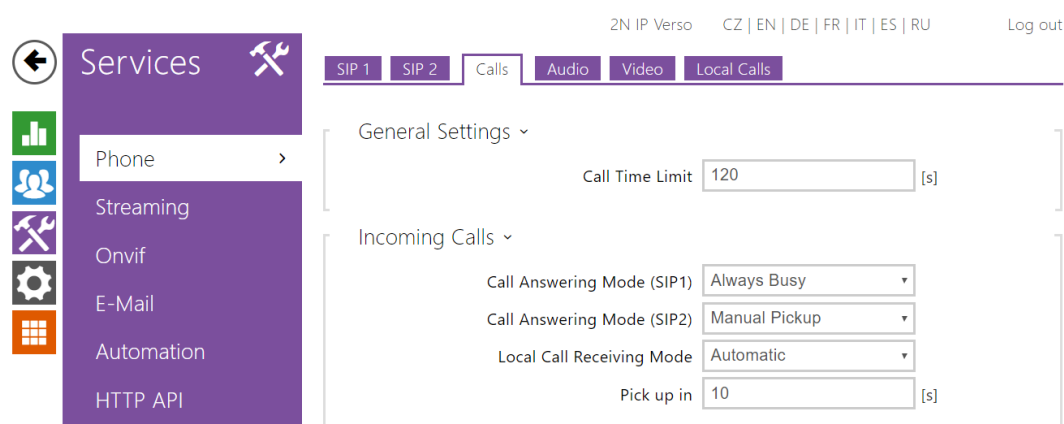 2N IP Verso CZ | EN | DE | FR | IT | ES | RU Log out
Services
SIP 1 SIP 2 Calls Audio Video Local Calls
General Settings
Phone
Call Time Limit 120 [s]
Streaming
Incoming Calls
Onvif
Call Answering Mode (SIP1) Always Busy
E-Mail
Call Answering Mode (SIP2) Manual Pickup
Automation
Local Call Receiving Mode Automatic
HTTP API
Pick up in 10 [s]